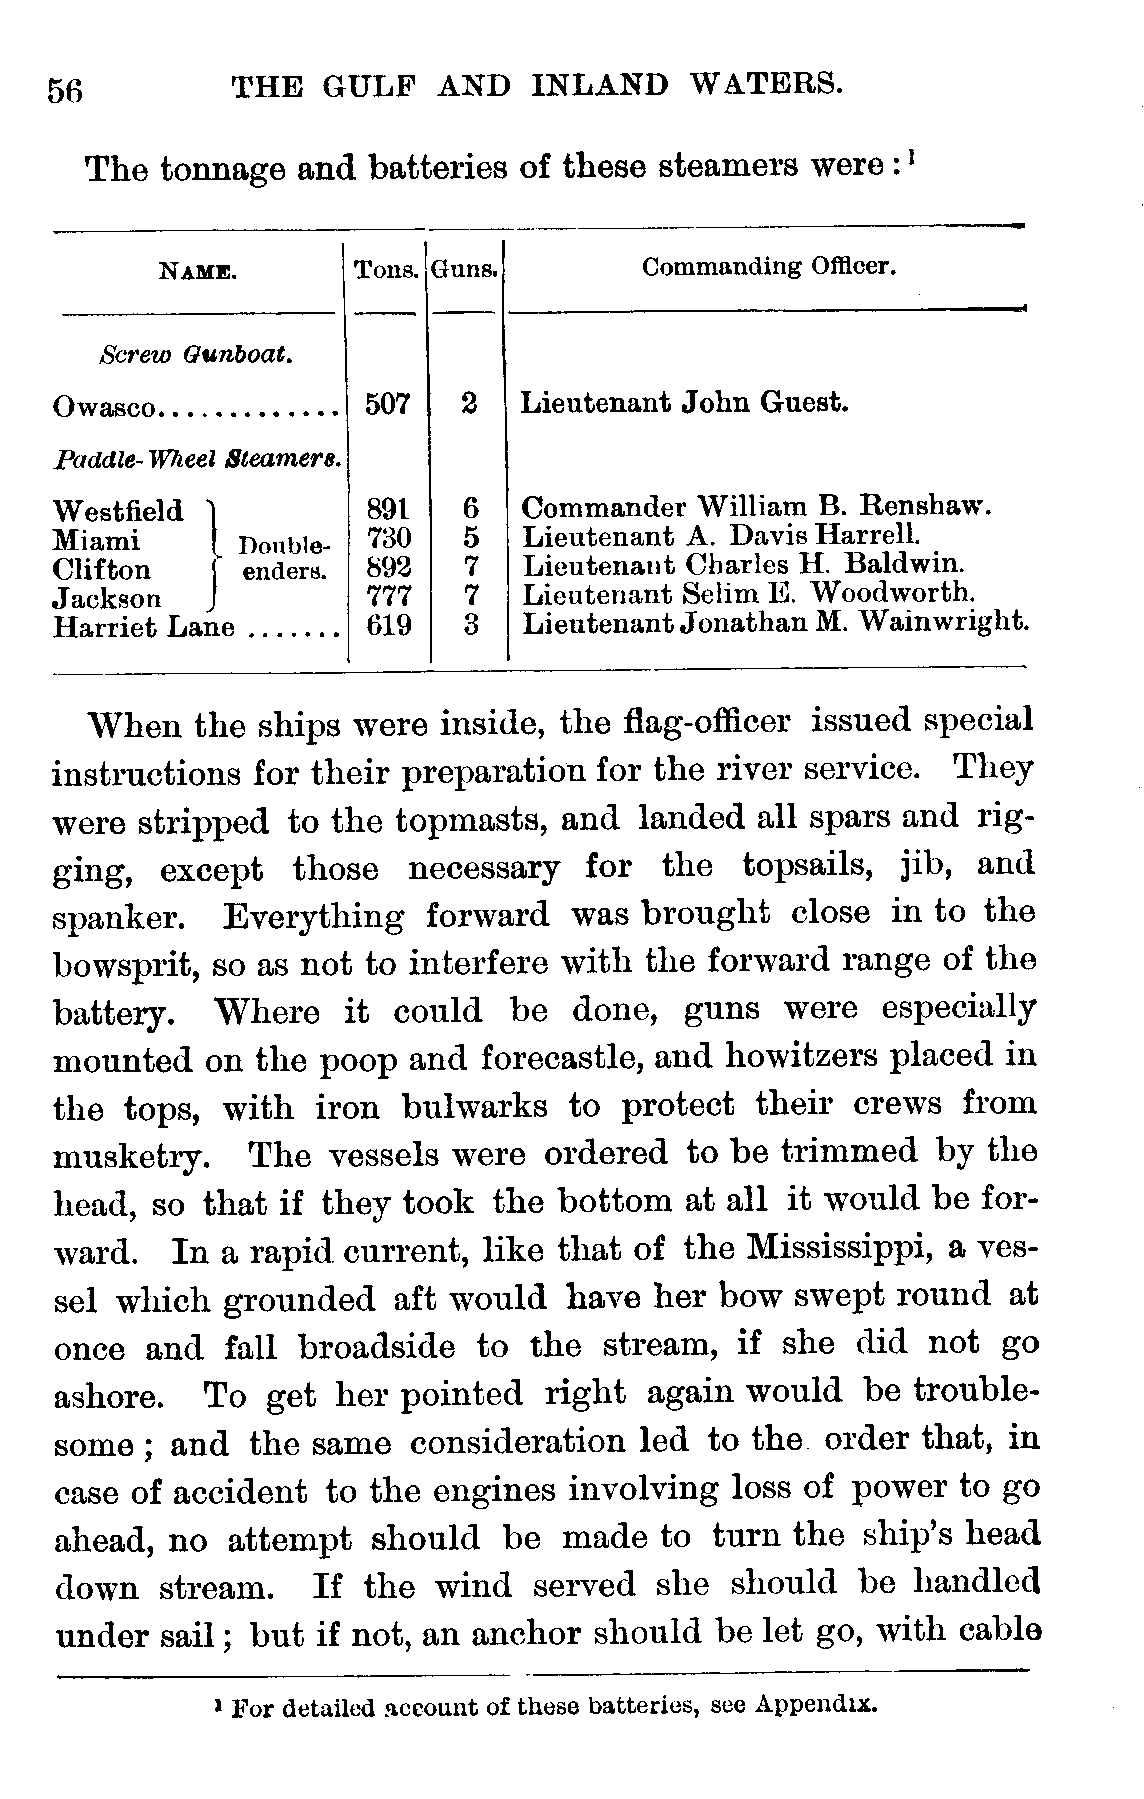 56 THE GULF AND INLAND WATERS.
The tonnage and batteries of these steamers were :¹
NAME. Tons. Guns. Commanding Officer.
Screw Gunboat.
Owasco............. 507 2 Lieutenant John Guest.
Paddle-Wheel Steamers.
Westfield } 891 6 Commander William B. Renshaw.
Miami Double- 730 5 Lieutenant A. Davis Harrell.
Clifton enders. 892 7 Lieutenant Charles H. Baldwin.
Jackson 777 7 Lieutenant Selim E. Woodworth.
Harriet Lane ....... 619 3 Lieutenant Jonathan M. Wainwright.
When the ships were inside, the flag-officer issued special
instructions for their preparation for the river service. They
were stripped to the topmasts, and landed all spars and rig-
ging, except those necessary for the topsails, jib, and
spanker. Everything forward was brought close in to the
bowsprit, so as not to interfere with the forward range of the
battery. Where it could be done, guns were especially
mounted on the poop and forecastle, and howitzers placed in
the tops, with iron bulwarks to protect their crews from
musketry. The vessels were ordered to be trimmed by the
head, so that if they took the bottom at all it would be for-
ward. In a rapid current, like that of the Mississippi, a ves-
sel which grounded aft would have her bow swept round at
once and fall broadside to the stream, if she did not go
ashore. To get her pointed right again would be trouble-
some ; and the same consideration led to the order that, in
case of accident to the engines involving loss of power to go
ahead, no attempt should be made to turn the ship's head
down stream. If the wind served she should be handled
under sail ; but if not, an anchor should be let go, with cable
¹ For detailed account of these batteries, see Appendix.